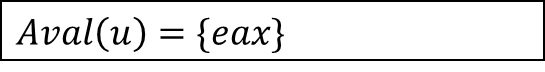 Aval(u) = {eax}